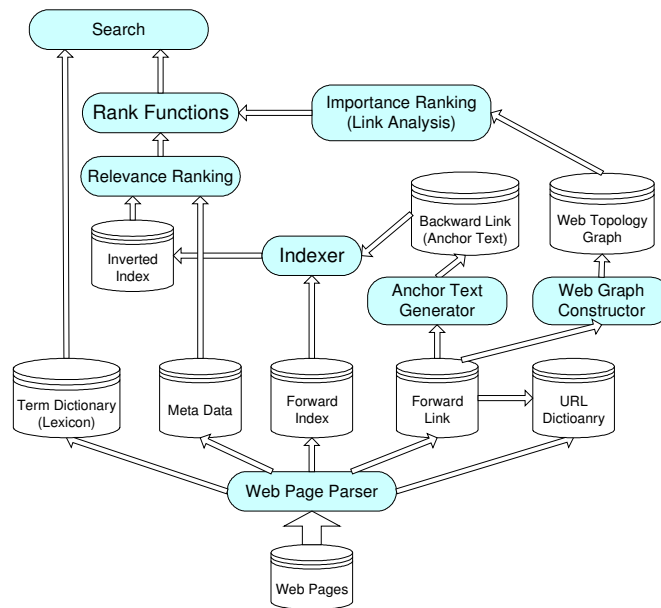 Search
Rank Functions
Importance Ranking
(Link Analysis)
Relevance Ranking
Backward Link
(Anchor Text)
Web Topology
Graph
Inverted
Index
Indexer
Anchor Text
Generator
Web Graph
Constructor
Term Dictionary
(Lexicon)
Meta Data
Forward
Index
Forward
Link
URL
Dictioanry
Web Page Parser
Web Pages